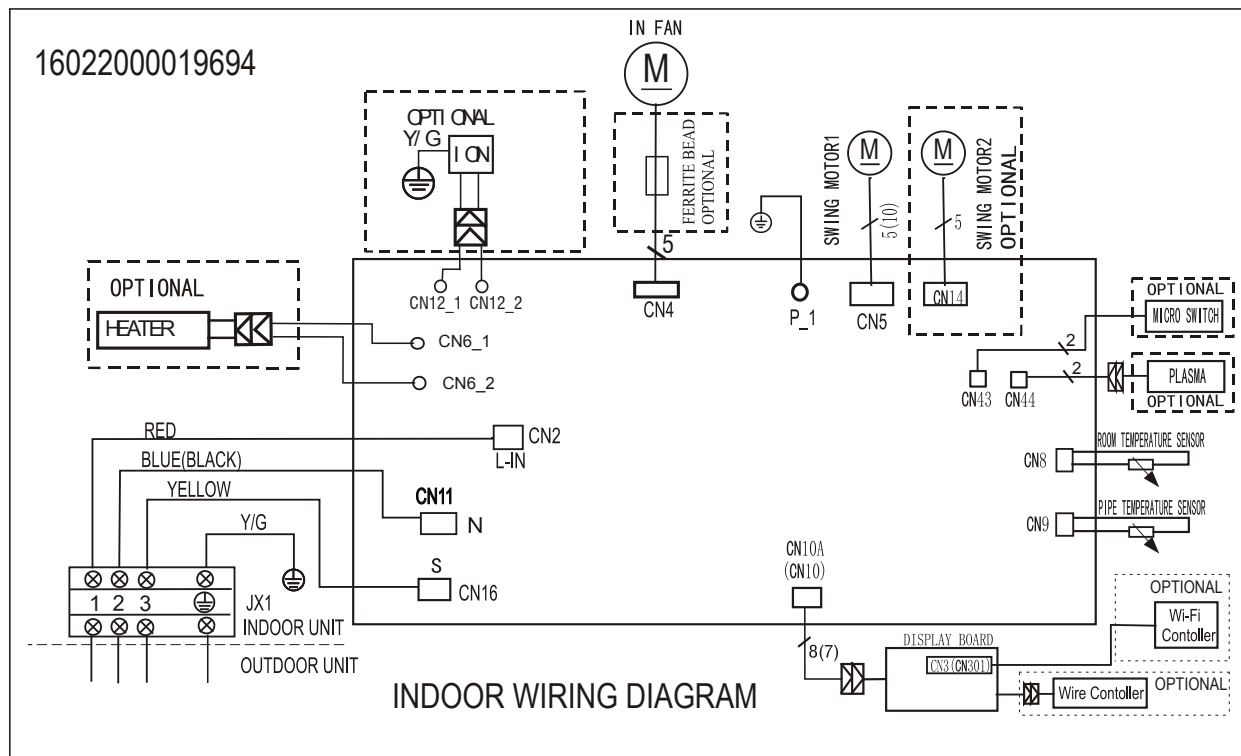 16022000019694
IN FAN
M
OPTIONAL
Y/G
ION
FERRITE BEAD
OPTIONAL
5
SWING MOTOR1
M
5(10)
M
5
SWING MOTOR2
OPTIONAL
CN12_1
CN12_2
CN4
P_1
CN5
CN14
OPTIONAL
HEATER
CN6_1
CN6_2
OPTIONAL
MICRO SWITCH
2
2
PLASMA
OPTIONAL
CN43
CN44
RED
CN2
L-IN
BLUE(BLACK)
CN11
N
YELLOW
Y/G
S
CN16
CN8
ROOM TEMPERATURE SENSOR
CN9
PIPE TEMPERATURE SENSOR
CN10A
(CN10)
8(7)
1 2 3
JX1
INDOOR UNIT
OUTDOOR UNIT
DISPLAY BOARD
CN3(CN301)
OPTIONAL
Wi-Fi
Contoller
Wire Contoller
OPTIONAL
INDOOR WIRING DIAGRAM